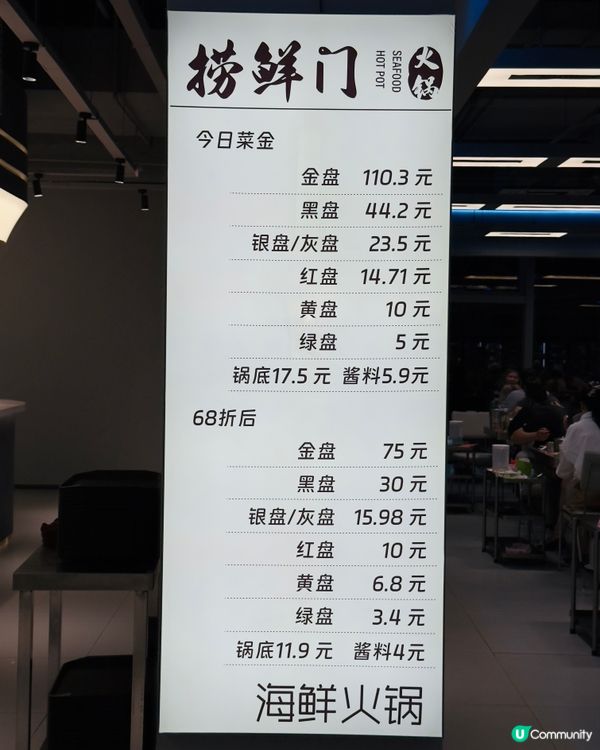 捞鲜门
SEAFOOD
HOT POT
火锅
今日菜金
金盘 110.3 元
黑盘 44.2 元
银盘/灰盘 23.5 元
红盘 14.71 元
黄盘 10 元
绿盘 5 元
锅底17.5 元 酱料5.9元
68折后
金盘 75 元
黑盘 30 元
银盘/灰盘 15.98 元
红盘 10 元
黄盘 6.8 元
绿盘 3.4 元
锅底11.9 元 酱料4元
海鲜火锅
U Community